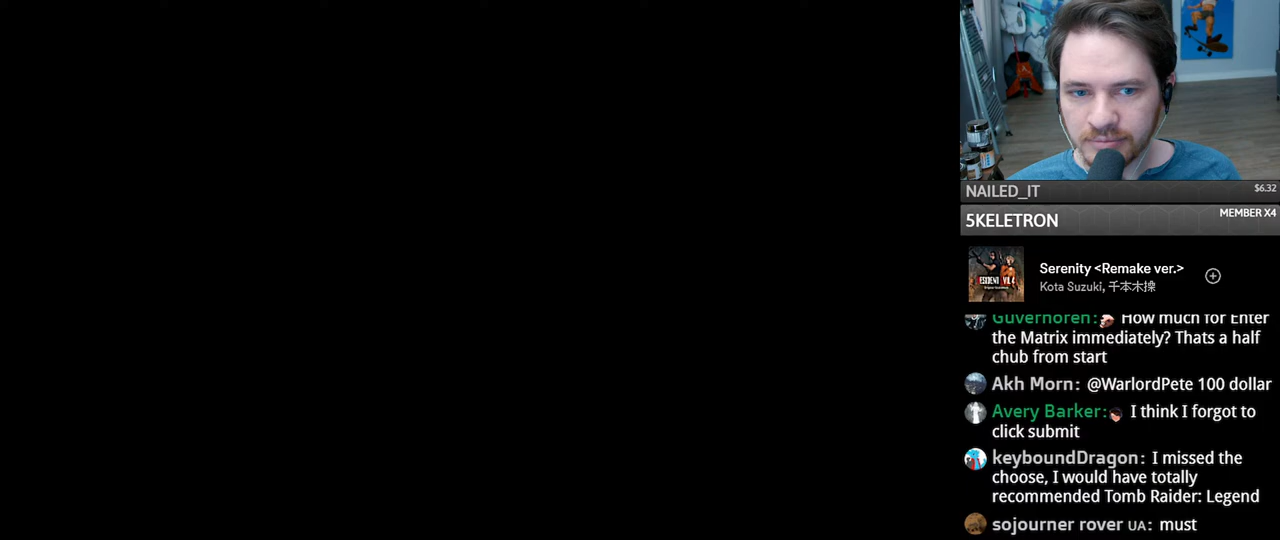 NAILED_IT
$6.32
5KELETRON
MEMBER X4
Serenity <Remake ver.>
Kota Suzuki, 千本木操
Guvernoren: How much for Enter
the Matrix immediately? Thats a half
chub from start
Akh Morn: @WarlordPete 100 dollar
Avery Barker: I think I forgot to
click submit
keyboundDragon: I missed the
choose, I would have totally
recommended Tomb Raider: Legend
sojourner rover UA: must